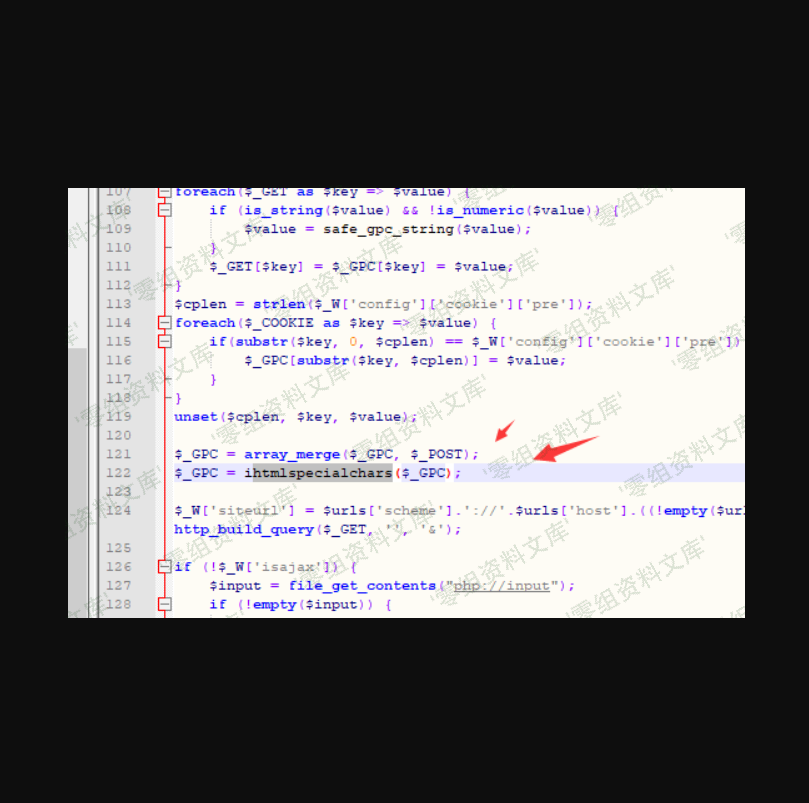 107 foreach($_GET as $key => $value) {
108 if (is_string($value) && !is_numeric($value)) {
109 $value = safe_gpc_string($value);
110 }
111 $_GET[$key] = $_GPC[$key] = $value;
112 }
113 $cplen = strlen($_W['config']['cookie']['pre']);
114 foreach($_COOKIE as $key => $value) {
115 if(substr($key, 0, $cplen) == $_W['config']['cookie']['pre'])
116 $_GPC[substr($key, $cplen)] = $value;
117 }
118 }
119 unset($cplen, $key, $value);
120
121 $_GPC = array_merge($_GPC, $_POST);
122 $_GPC = ihtmlspecialchars($_GPC);
123
124 $_W['siteurl'] = $urls['scheme'].'://'.$urls['host'].((!empty($url
http_build_query($_GET, '', '&');
125
126 if (!$_W['isajax']) {
127 $input = file_get_contents("php://input");
128 if (!empty($input)) {
'零组资料文库'